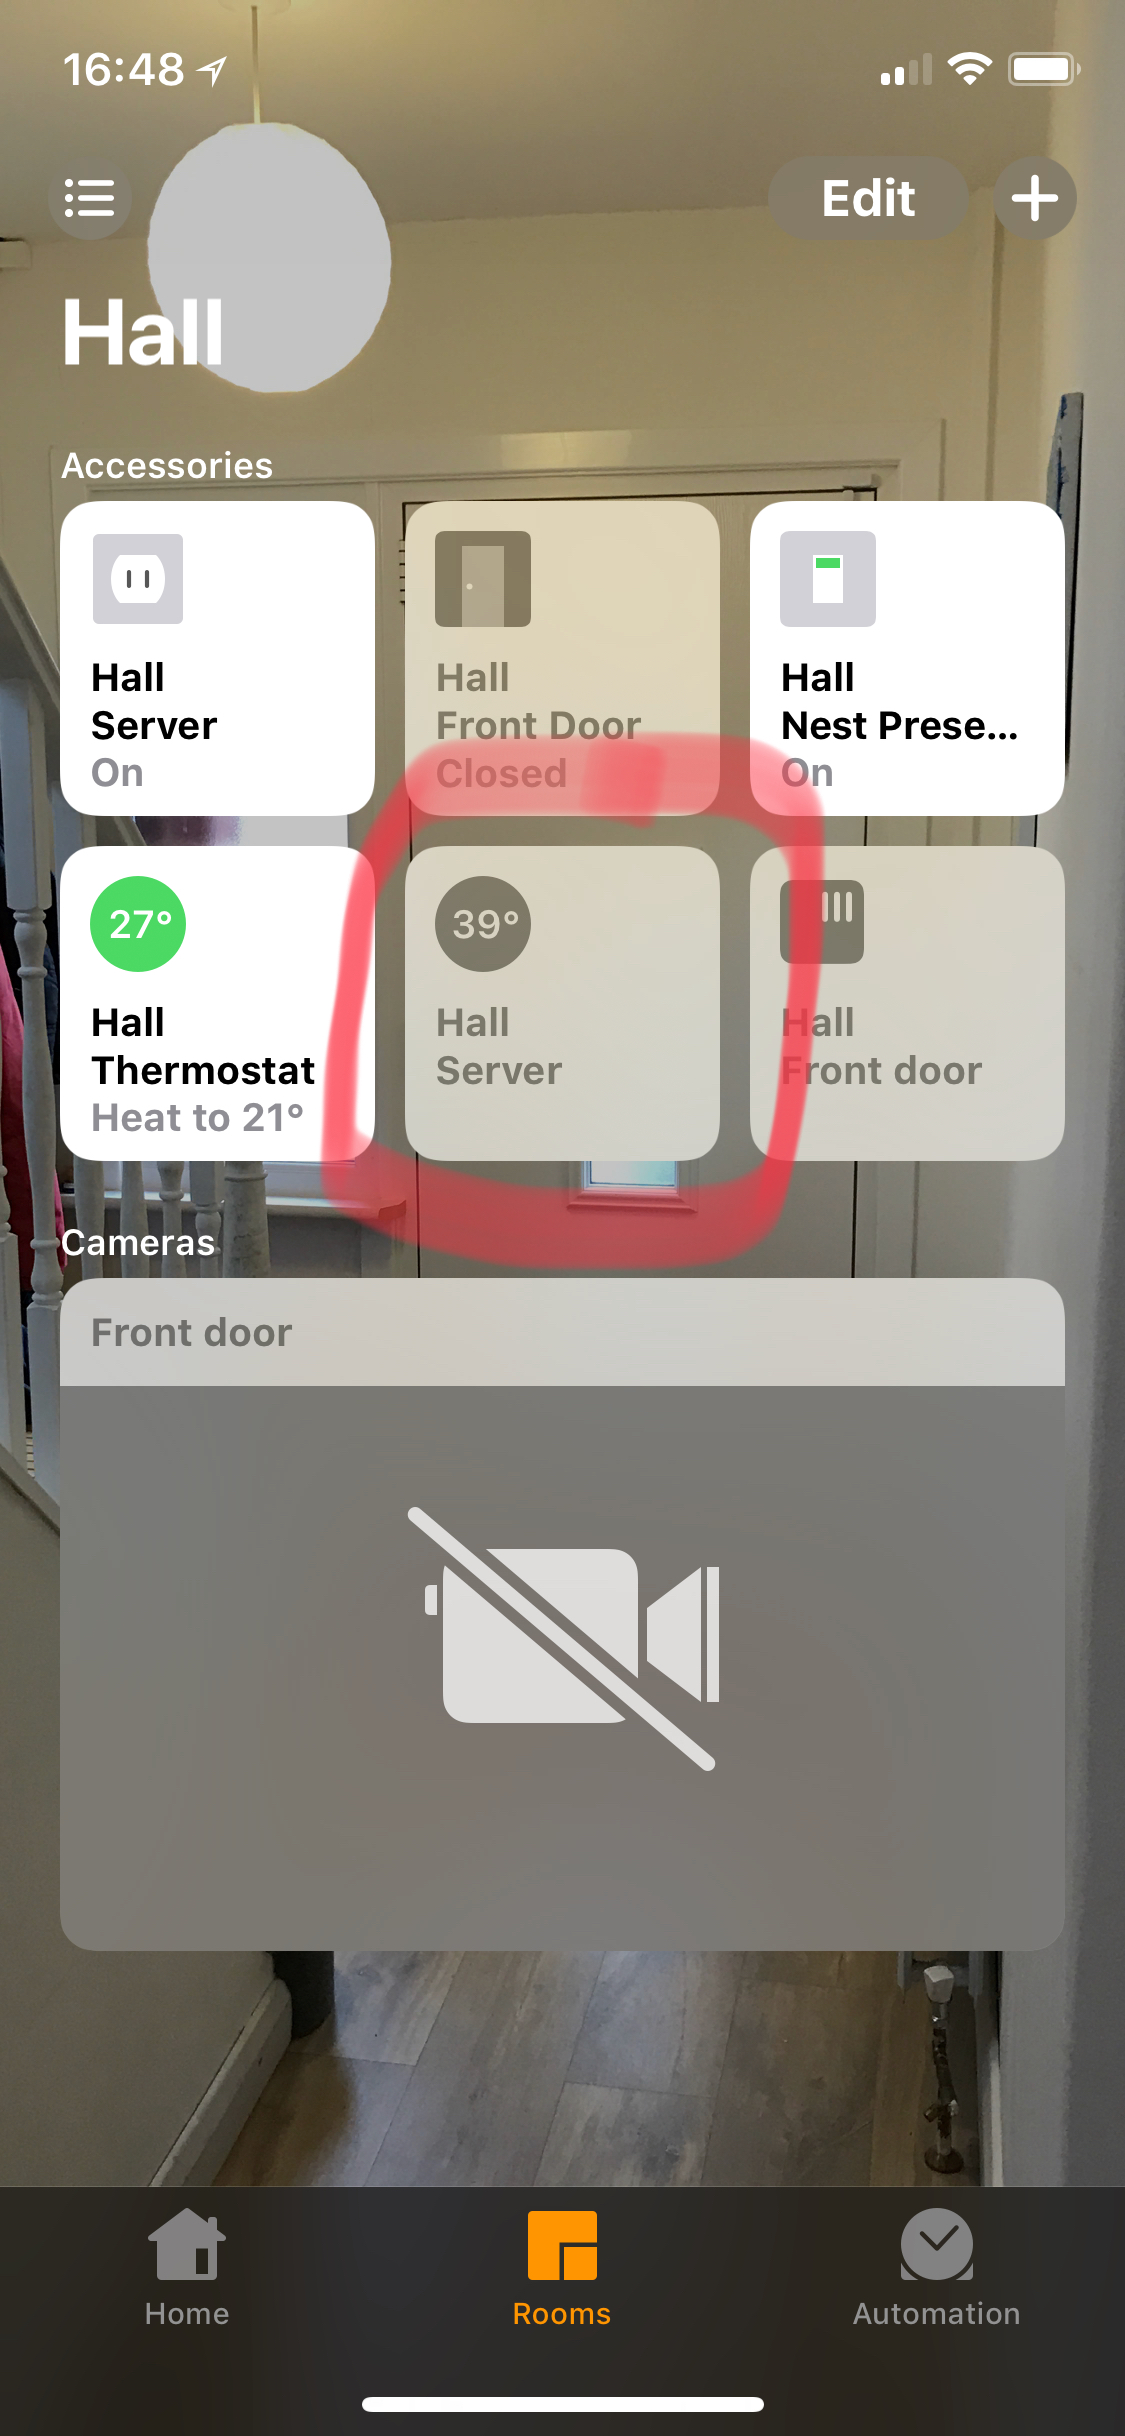 16:48
Edit
Hall
Accessories
Hall
Server
On
Hall
Front Door
Closed
Hall
Nest Prese...
On
27°
Hall
Thermostat
Heat to 21°
39°
Hall
Server
Hall
Front door
Cameras
Front door
Home
Rooms
Automation